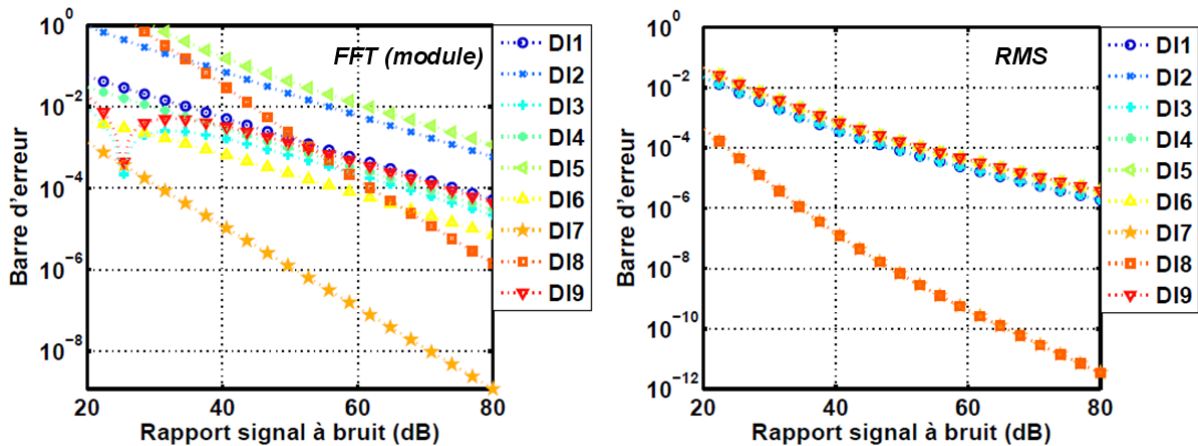 FFT (module)
Barre d'erreur
10^0
10^-2
10^-4
10^-6
10^-8
20
40
60
80
Rapport signal à bruit (dB)
DI1
DI2
DI3
DI4
DI5
DI6
DI7
DI8
DI9
RMS
Barre d'erreur
10^0
10^-2
10^-4
10^-6
10^-8
10^-10
10^-12
20
40
60
80
Rapport signal à bruit (dB)
DI1
DI2
DI3
DI4
DI5
DI6
DI7
DI8
DI9